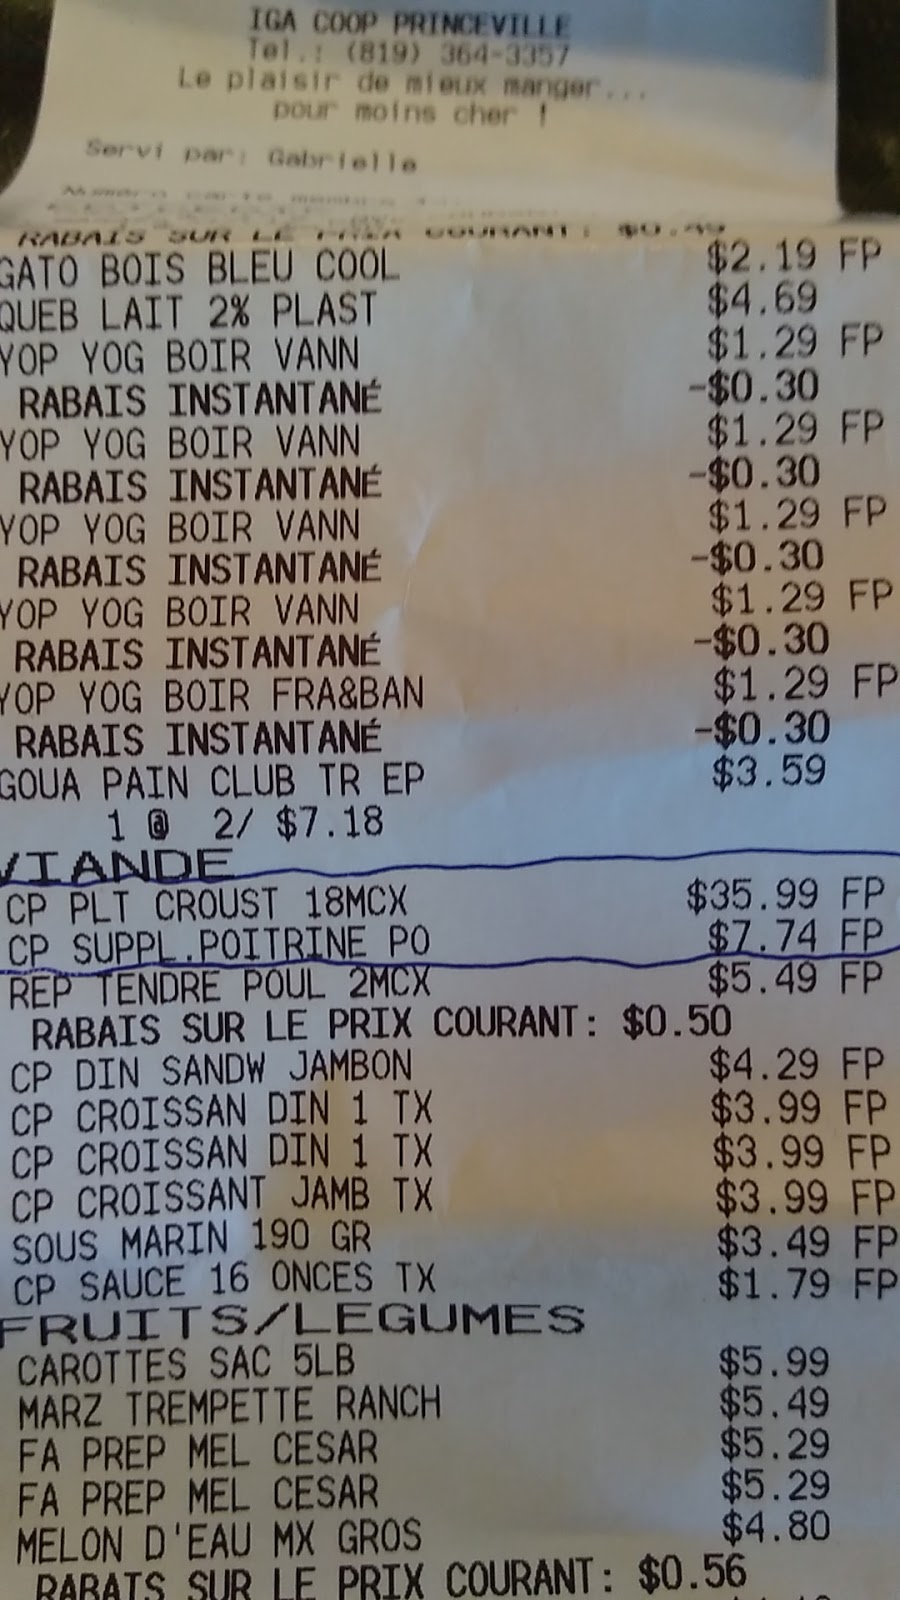 IGA COOP PRINCEVILLE
Tel.: (819) 364-3357
Le plaisir de mieux manger...
pour moins cher !
Servi par: Gabrielle
RABAIS SUR LE PRIX COURANT: $0.49
GATO BOIS BLEU COOL $2.19 FP
QUEB LAIT 2% PLAST $4.69
YOP YOG BOIR VANN $1.29 FP
RABAIS INSTANTANÉ -$0.30
YOP YOG BOIR VANN $1.29 FP
RABAIS INSTANTANÉ -$0.30
YOP YOG BOIR VANN $1.29 FP
RABAIS INSTANTANÉ -$0.30
YOP YOG BOIR VANN $1.29 FP
RABAIS INSTANTANÉ -$0.30
YOP YOG BOIR FRA&BAN $1.29 FP
RABAIS INSTANTANÉ -$0.30
GOUA PAIN CLUB TR EP $3.59
1 @ 2/ $7.18
VIANDE
CP PLT CROUST 18MCX $35.99 FP
CP SUPPL.POITRINE PO $7.74 FP
REP TENDRE POUL 2MCX $5.49 FP
RABAIS SUR LE PRIX COURANT: $0.50
CP DIN SANDW JAMBON $4.29 FP
CP CROISSAN DIN 1 TX $3.99 FP
CP CROISSAN DIN 1 TX $3.99 FP
CP CROISSANT JAMB TX $3.99 FP
SOUS MARIN 190 GR $3.49 FP
CP SAUCE 16 ONCES TX $1.79 FP
FRUITS/LEGUMES
CAROTTES SAC 5LB $5.99
MARZ TREMPETTE RANCH $5.49
FA PREP MEL CESAR $5.29
FA PREP MEL CESAR $5.29
MELON D'EAU MX GROS $4.80
RABAIS SUR LE PRIX COURANT: $0.56